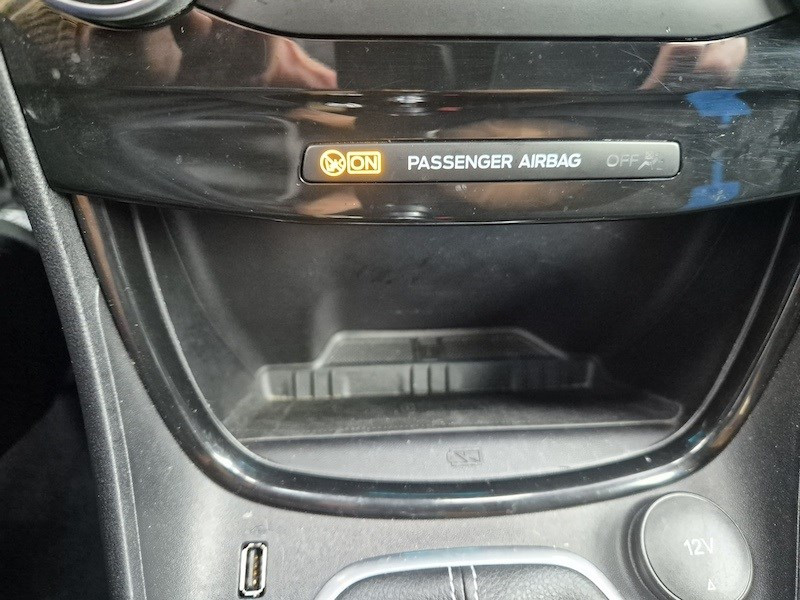 ON PASSENGER AIRBAG OFF
12V